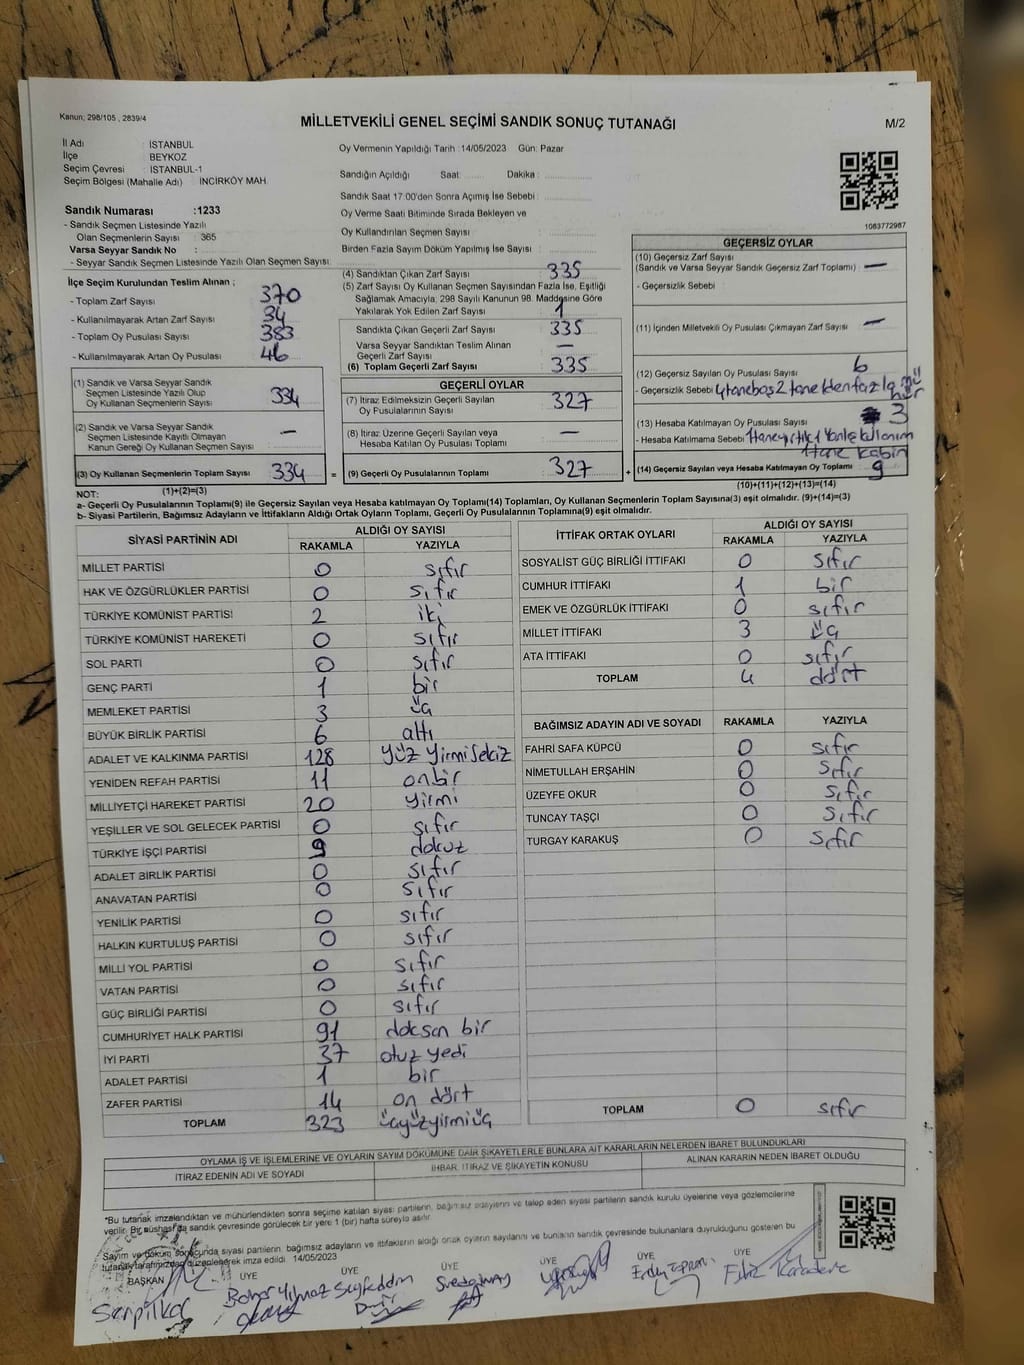 Kanun; 298/105 , 2839/4
MİLLETVEKİLİ GENEL SEÇİMİ SANDIK SONUÇ TUTANAĞI
M/2
İl Adı : İSTANBUL
İlçe BEYKOZ
Seçim Çevresi : İSTANBUL-1
Seçim Bölgesi (Mahalle Adı) : İNCİRKÖY MAH.
Sandık Numarası :1233
- Sandık Seçmen Listesinde Yazılı
Olan Seçmenlerin Sayısı : 365
Varsa Seyyar Sandık No :
- Seyyar Sandık Seçmen Listesinde Yazılı Olan Seçmen Sayısı:
Oy Vermenin Yapıldığı Tarih :14/05/2023 Gün: Pazar
Sandığın Açıldığı Saat: Dakika:
Sandık Saat 17:00'den Sonra Açımış İse Sebebi :
Oy Verme Saati Bitiminde Sırada Bekleyen ve
Oy Kullandırılan Seçmen Sayısı :
Birden Fazla Sayım Döküm Yapılmış İse Sayısı :
1083772987
İlçe Seçim Kurulundan Teslim Alınan ;
- Toplam Zarf Sayısı 370
- Kullanılmayarak Artan Zarf Sayısı 34
- Toplam Oy Pusulası Sayısı 383
- Kullanılmayarak Artan Oy Pusulası 46
(1) Sandık ve Varsa Seyyar Sandık
Seçmen Listesinde Yazılı Olup
Oy Kullanan Seçmenlerin Sayısı : 334
(2) Sandık ve Varsa Seyyar Sandık
Seçmen Listesinde Kayıtlı Olmayan
Kanun Gereği Oy Kullanan Seçmen Sayısı : —
(3) Oy Kullanan Seçmenlerin Toplam Sayısı 334
(1)+(2)=(3)
(4) Sandıktan Çıkan Zarf Sayısı 335
(5) Zarf Sayısı Oy Kullanan Seçmen Sayısından Fazla İse, Eşitliği
Sağlamak Amacıyla, 298 Sayılı Kanunun 98. Maddesine Göre
Yakılarak Yok Edilen Zarf Sayısı : 1
Sandıkta Çıkan Geçerli Zarf Sayısı 335
Varsa Seyyar Sandıktan Teslim Alınan
Geçerli Zarf Sayısı : —
(6) Toplam Geçerli Zarf Sayısı : 335
GEÇERLİ OYLAR
(7) İtiraz Edilmeksizin Geçerli Sayılan
Oy Pusulalarının Sayısı : 327
(8) İtiraz Üzerine Geçerli Sayılan veya
Hesaba Katılan Oy Pusulası Toplamı : —
= (9) Geçerli Oy Pusulalarının Toplamı : 327
GEÇERSİZ OYLAR
(10) Geçersiz Zarf Sayısı
(Sandık ve Varsa Seyyar Sandık Geçersiz Zarf Toplamı) : —
- Geçersizlik Sebebi :
(11) İçinden Milletvekili Oy Pusulası Çıkmayan Zarf Sayısı : —
(12) Geçersiz Sayılan Oy Pusulası Sayısı : 6
- Geçersizlik Sebebi : 4 tane boş 2 tane 1den fazla mühür
(13) Hesaba Katılmayan Oy Pusulası Sayısı : 3
- Hesaba Katılmama Sebebi :
+ (14) Geçersiz Sayılan veya Hesaba Katılmayan Oy Toplamı : 9
(10)+(11)+(12)+(13)=(14)
NOT:
a- Geçerli Oy Pusulalarının Toplamı(9) ile Geçersiz Sayılan veya Hesaba katılmayan Oy Toplamı(14) Toplamları, Oy Kullanan Seçmenlerin Toplam Sayısına(3) eşit olmalıdır. (9)+(14)=(3)
b- Siyasi Partilerin, Bağımsız Adayların ve İttifakların Aldığı Ortak Oyların Toplamı, Geçerli Oy Pusulalarının Toplamına(9) eşit olmalıdır.
SİYASİ PARTİNİN ADI ALDIĞI OY SAYISI
RAKAMLA YAZIYLA
MİLLET PARTİSİ 0 sıfır
HAK VE ÖZGÜRLÜKLER PARTİSİ 0 sıfır
TÜRKİYE KOMÜNİST PARTİSİ 2 iki
TÜRKİYE KOMÜNİST HAREKETİ 0 sıfır
SOL PARTİ 0 sıfır
GENÇ PARTİ 1 bir
MEMLEKET PARTİSİ 3 üç
BÜYÜK BİRLİK PARTİSİ 6 altı
ADALET VE KALKINMA PARTİSİ 128 yüz yirmi sekiz
YENİDEN REFAH PARTİSİ 11 onbir
MİLLİYETÇİ HAREKET PARTİSİ 20 yirmi
YEŞİLLER VE SOL GELECEK PARTİSİ 0 sıfır
TÜRKİYE İŞÇİ PARTİSİ 9 dokuz
ADALET BİRLİK PARTİSİ 0 sıfır
ANAVATAN PARTİSİ 0 sıfır
YENİLİK PARTİSİ 0 sıfır
HALKIN KURTULUŞ PARTİSİ 0 sıfır
MİLLİ YOL PARTİSİ 0 sıfır
VATAN PARTİSİ 0 sıfır
GÜÇ BİRLİĞİ PARTİSİ 0 sıfır
CUMHURİYET HALK PARTİSİ 91 doksan bir
İYİ PARTİ 37 otuz yedi
ADALET PARTİSİ 1 bir
ZAFER PARTİSİ 14 on dört
TOPLAM 323 üçyüzyirmiüç
İTTİFAK ORTAK OYLARI ALDIĞI OY SAYISI
RAKAMLA YAZIYLA
SOSYALİST GÜÇ BİRLİĞİ İTTİFAKI 0 sıfır
CUMHUR İTTİFAKI 1 bir
EMEK VE ÖZGÜRLÜK İTTİFAKI 0 sıfır
MİLLET İTTİFAKI 3 üç
ATA İTTİFAKI 0 sıfır
TOPLAM 4 dört
BAĞIMSIZ ADAYIN ADI VE SOYADI RAKAMLA YAZIYLA
FAHRİ SAFA KÜPCÜ 0 sıfır
NİMETULLAH ERŞAHİN 0 sıfır
ÜZEYFE OKUR 0 sıfır
TUNCAY TAŞÇI 0 sıfır
TURGAY KARAKUŞ 0 sıfır
TOPLAM 0 sıfır
OYLAMA İŞ VE İŞLEMLERİNE VE OYLARIN SAYIM DÖKÜMÜNE DAİR ŞİKAYETLERLE BUNLARA AİT KARARLARIN NELERDEN İBARET BULUNDUKLARI
İTİRAZ EDENİN ADI VE SOYADI İHBAR, İTİRAZ VE ŞİKAYETİN KONUSU ALINAN KARARIN NEDEN İBARET OLDUĞU
*Bu tutanak imzalandıktan ve mühürlendikten sonra seçime katılan siyasi partilerin, bağımsız adayların ve talep eden siyasi partilerin sandık kurulu üyelerine veya gözlemcilerine
verilir. Bir nüshası da sandık çevresinde görülecek bir yere 1 (bir) hafta süreyla asılır.
Sayım ve döküm sonucunda siyasi partilerin, bağımsız adayların ve ittifakların aldığı ortak oyların sayılarını ve bunların sandık çevresinde bulunanlara duyrulduğunu gösteren bu
tutanak tarafımızdan düzenlenerek imza edildi. 14/05/2023
BAŞKAN ÜYE ÜYE ÜYE ÜYE ÜYE ÜYE
Bahar Yılmaz Seyfeddin Filiz Karadere